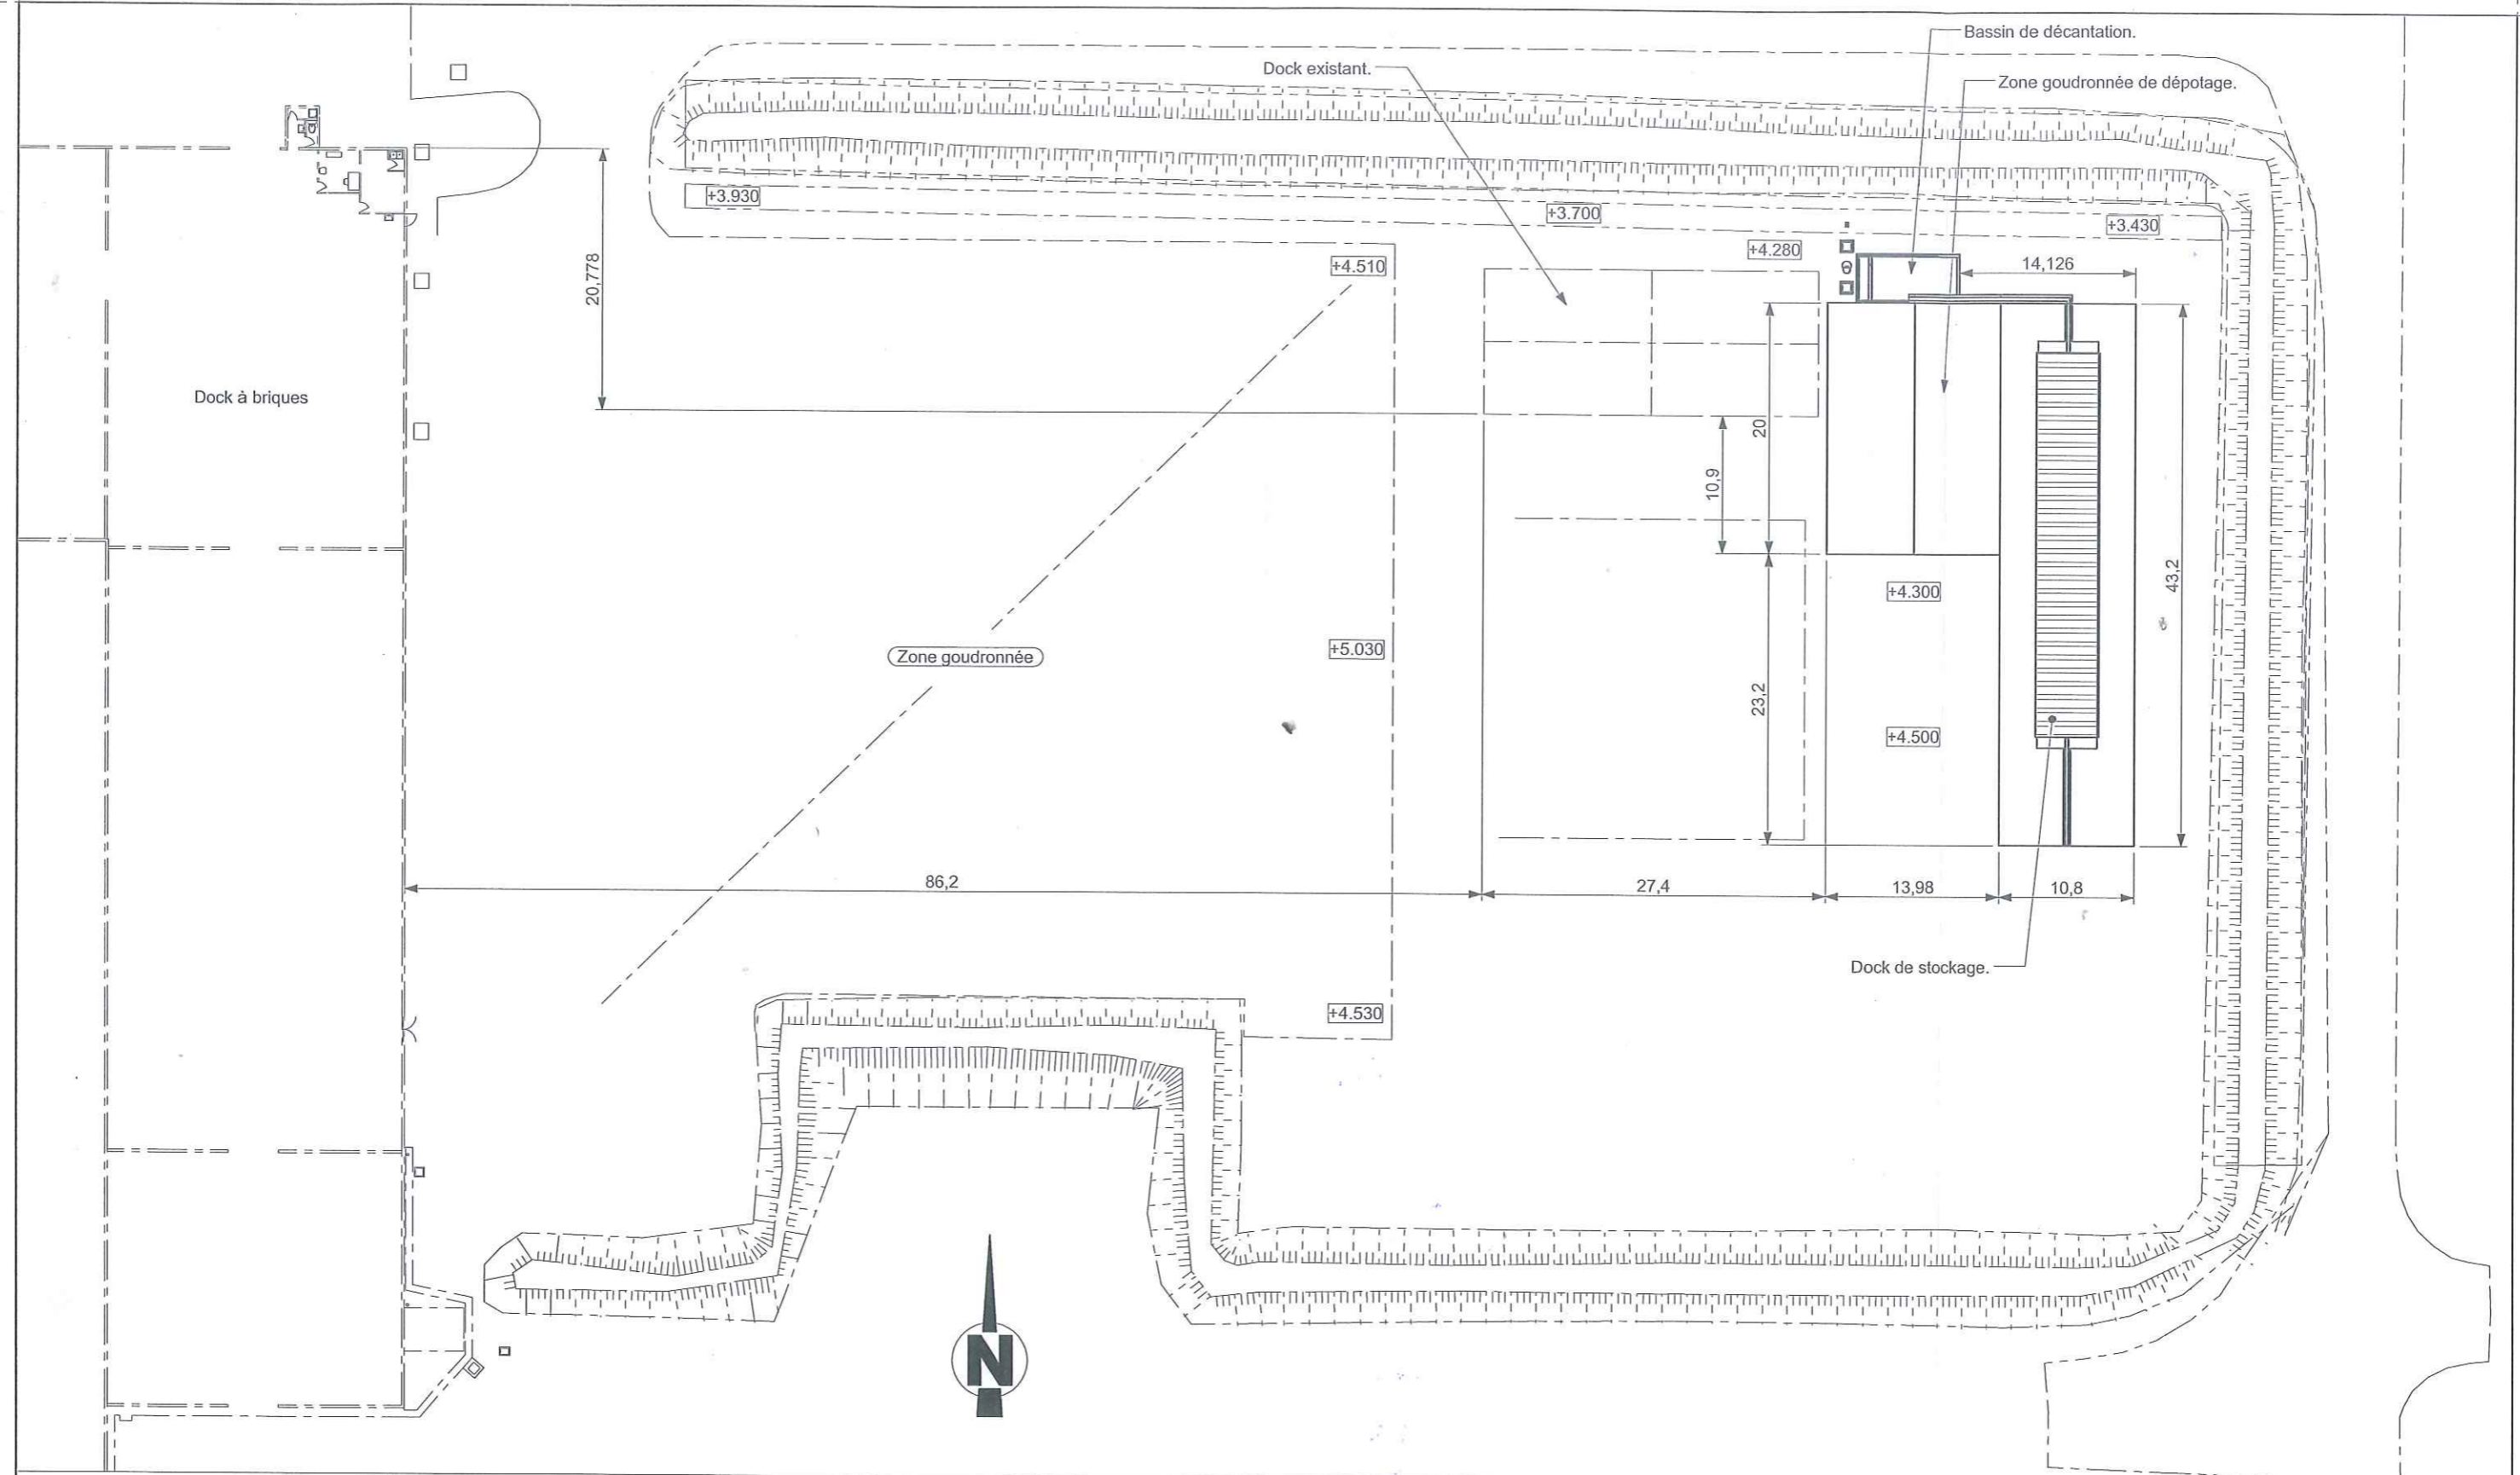 Bassin de décantation.
Dock existant.
Zone goudronnée de dépotage.
+3.930
+3.700
+3.430
+4.280
+4.510
14,126
20,778
Dock à briques
20
10,9
43,2
+4.300
Zone goudronnée
+5.030
23,2
+4.500
86,2
27,4
13,98
10,8
Dock de stockage.
+4.530
N